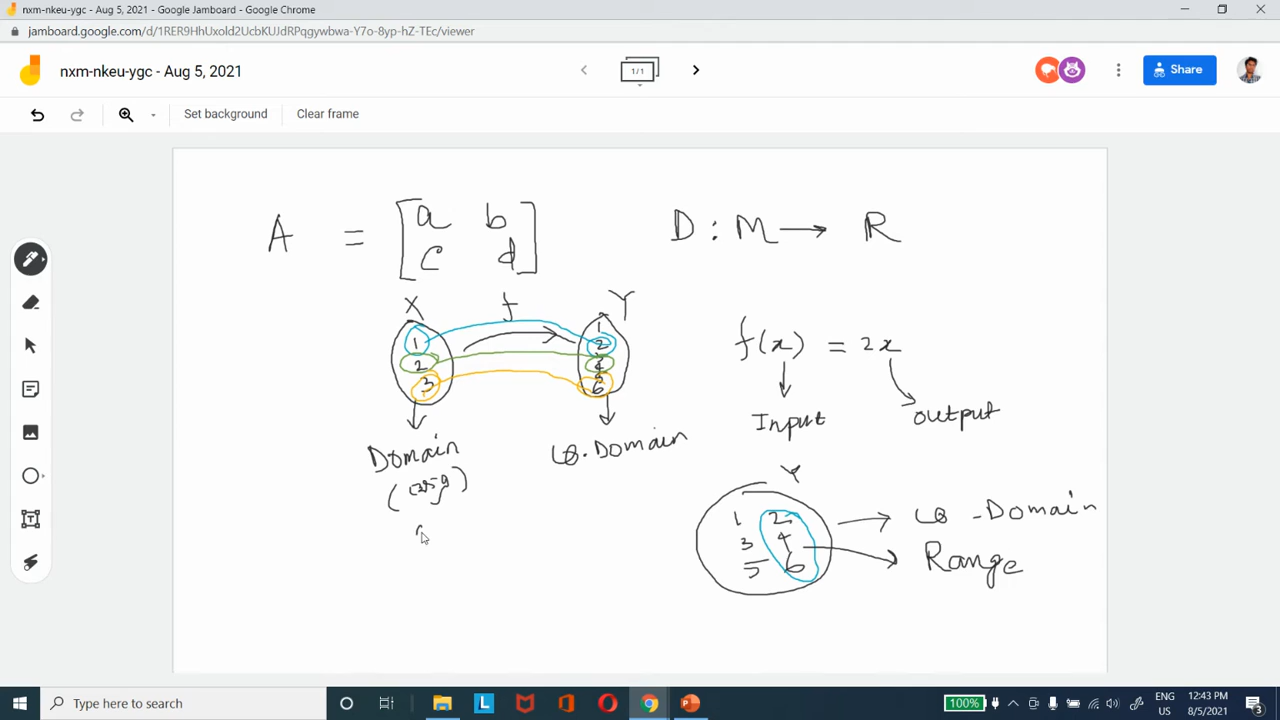 nxm-nkeu-ygc - Aug 5, 2021 - Google Jamboard - Google Chrome
jamboard.google.com/d/1RER9HhUxold2UcbKUJdRPqgywbwa-Y7o-8yp-hZ-TEc/viewer
nxm-nkeu-ygc - Aug 5, 2021
1/1
Share
Set background
Clear frame
A = [a b
c d]
D : M → R
X f Y
1
1 2
2 4
5
3 6
f(x) = 2x
Input
output
Domain
Domain
Y
1 2
3 4
5 6
- Domain
Range
Type here to search
100%
ENG
US
12:43 PM
8/5/2021
3